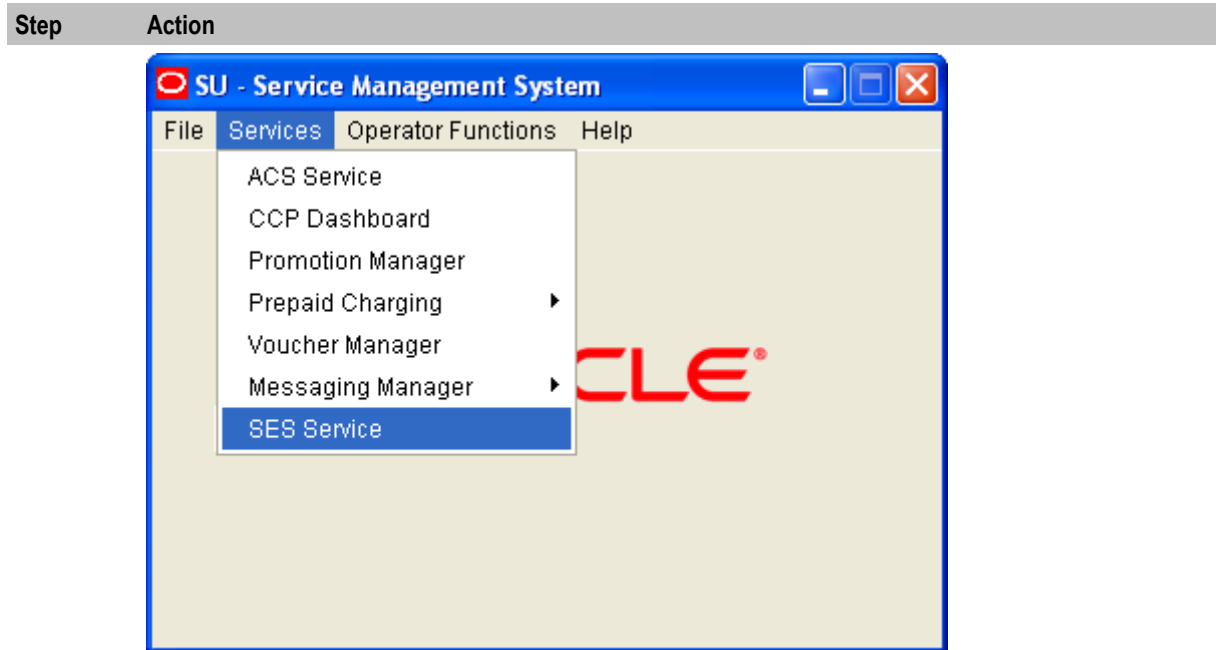 Step Action
SU - Service Management System
File Services Operator Functions Help
ACS Service
CCP Dashboard
Promotion Manager
Prepaid Charging
Voucher Manager
Messaging Manager
CLE®
SES Service